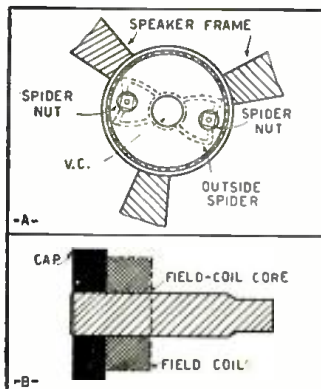 SPEAKER FRAME
SPIDER
NUT
SPIDER
NUT
V.C.
OUTSIDE
SPIDER
-A-
CAP
FIELD-COIL CORE
FIELD COIL
-B-